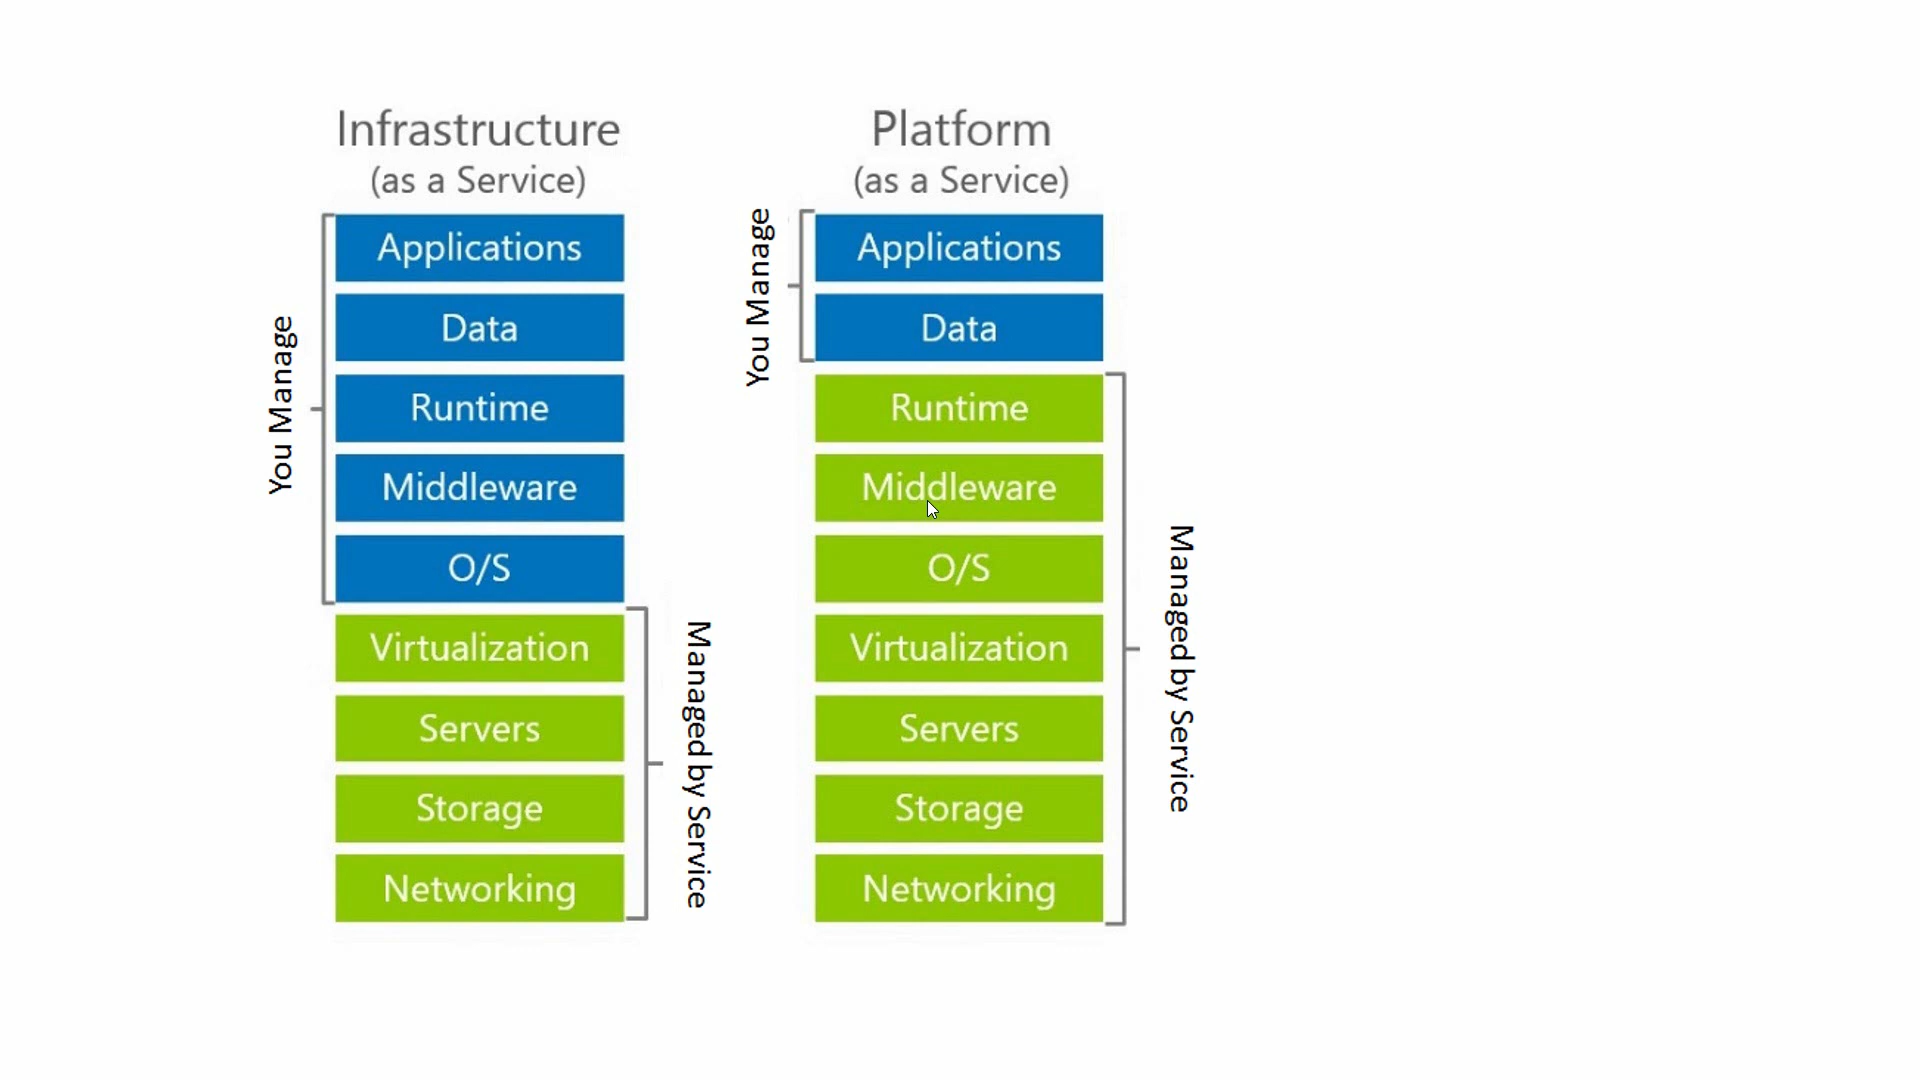 Infrastructure
(as a Service)
You Manage
Applications
Data
Runtime
Middleware
O/S
Virtualization
Servers
Storage
Networking
Managed by Service
Platform
(as a Service)
You Manage
Applications
Data
Runtime
Middleware
O/S
Virtualization
Servers
Storage
Networking
Managed by Service